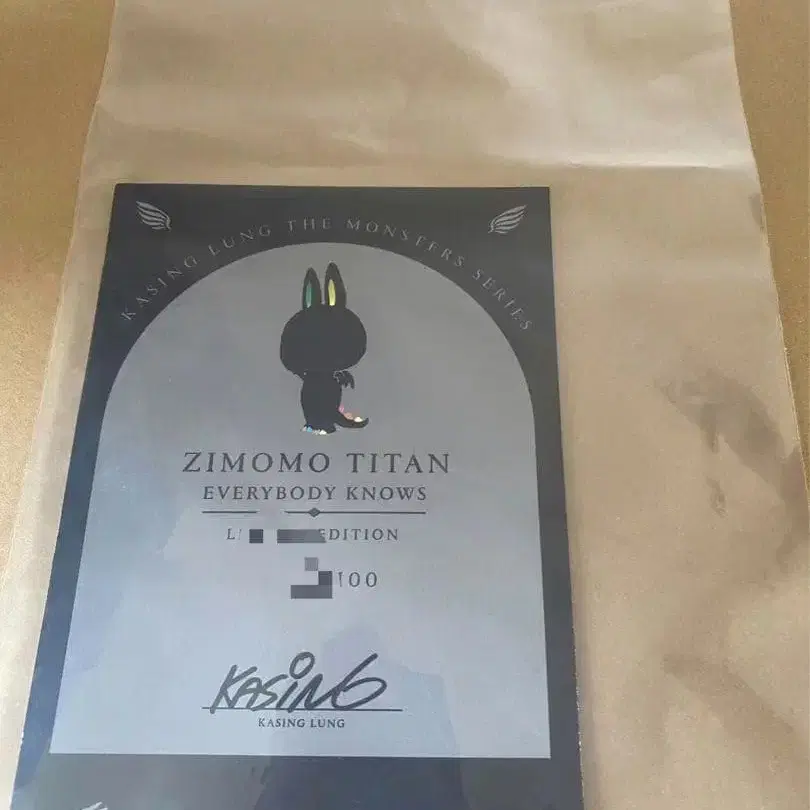 KASING LUNG THE MONSTERS SERIES
ZIMOMO TITAN
EVERYBODY KNOWS
EDITION
100
KASING
KASING LUNG